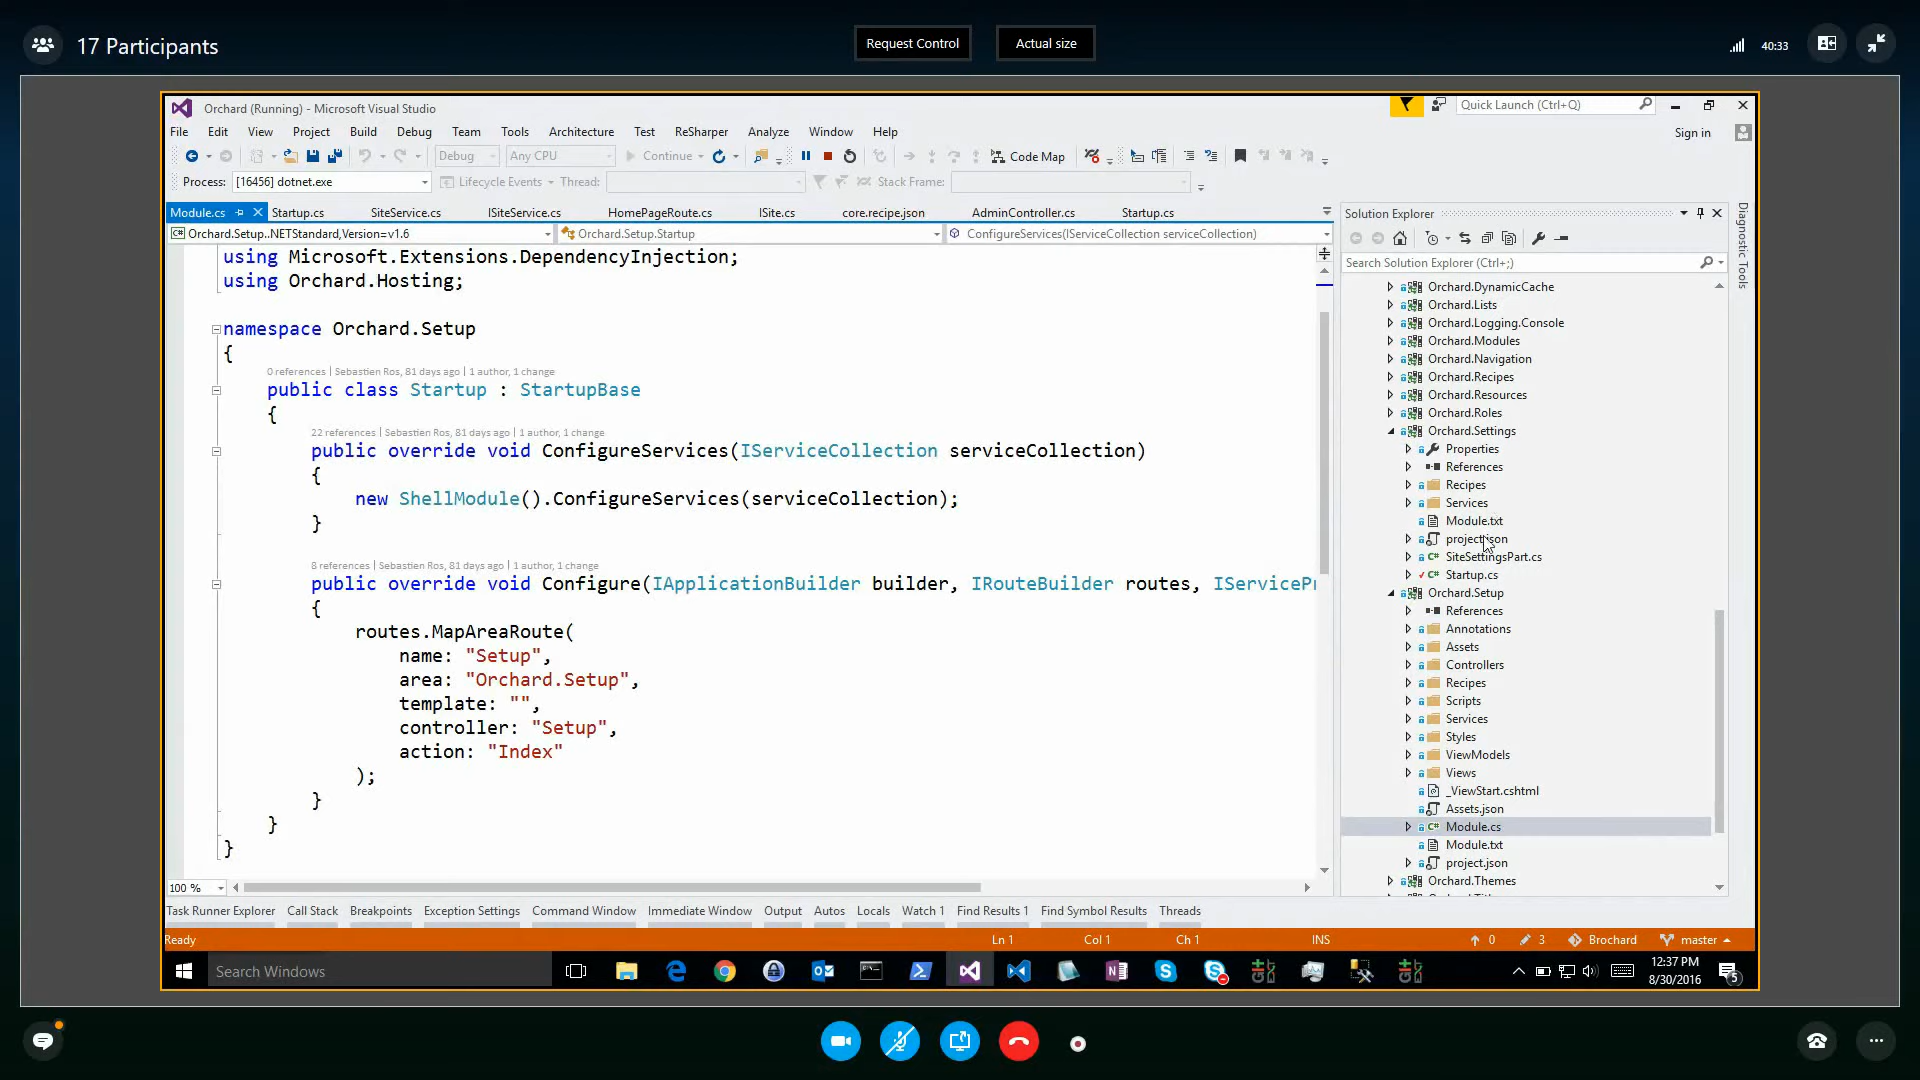 17 Participants
Request Control
Actual size
40:33
Orchard (Running) - Microsoft Visual Studio
Quick Launch (Ctrl+Q)
File Edit View Project Build Debug Team Tools Architecture Test ReSharper Analyze Window Help
Sign in
Debug Any CPU Continue Code Map
Process: [16456] dotnet.exe Lifecycle Events Thread: Stack Frame:
Module.cs Startup.cs SiteService.cs ISiteService.cs HomePageRoute.cs ISite.cs core.recipe.json AdminController.cs Startup.cs
Orchard.Setup..NETStandard,Version=v1.6 Orchard.Setup.Startup ConfigureServices(IServiceCollection serviceCollection)
using Microsoft.Extensions.DependencyInjection;
using Orchard.Hosting;
namespace Orchard.Setup
{
0 references | Sebastien Ros, 81 days ago | 1 author, 1 change
public class Startup : StartupBase
{
22 references | Sebastien Ros, 81 days ago | 1 author, 1 change
public override void ConfigureServices(IServiceCollection serviceCollection)
{
new ShellModule().ConfigureServices(serviceCollection);
}
8 references | Sebastien Ros, 81 days ago | 1 author, 1 change
public override void Configure(IApplicationBuilder builder, IRouteBuilder routes, IServicePr
{
routes.MapAreaRoute(
name: "Setup",
area: "Orchard.Setup",
template: "",
controller: "Setup",
action: "Index"
);
}
}
}
100 %
Solution Explorer
Search Solution Explorer (Ctrl+;)
Orchard.DynamicCache
Orchard.Lists
Orchard.Logging.Console
Orchard.Modules
Orchard.Navigation
Orchard.Recipes
Orchard.Resources
Orchard.Roles
Orchard.Settings
Properties
References
Recipes
Services
Module.txt
project.json
SiteSettingsPart.cs
Startup.cs
Orchard.Setup
References
Annotations
Assets
Controllers
Recipes
Scripts
Services
Styles
ViewModels
Views
_ViewStart.cshtml
Assets.json
Module.cs
Module.txt
project.json
Orchard.Themes
Diagnostic Tools
Task Runner Explorer Call Stack Breakpoints Exception Settings Command Window Immediate Window Output Autos Locals Watch 1 Find Results 1 Find Symbol Results Threads
Ready Ln 1 Col 1 Ch 1 INS 0 3 Brochard master
Search Windows
12:37 PM
8/30/2016
5